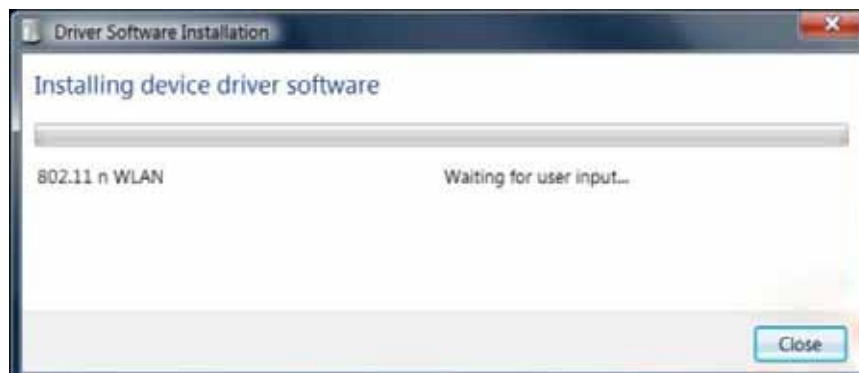 Driver Software Installation
Installing device driver software
802.11 n WLAN Waiting for user input...
Close